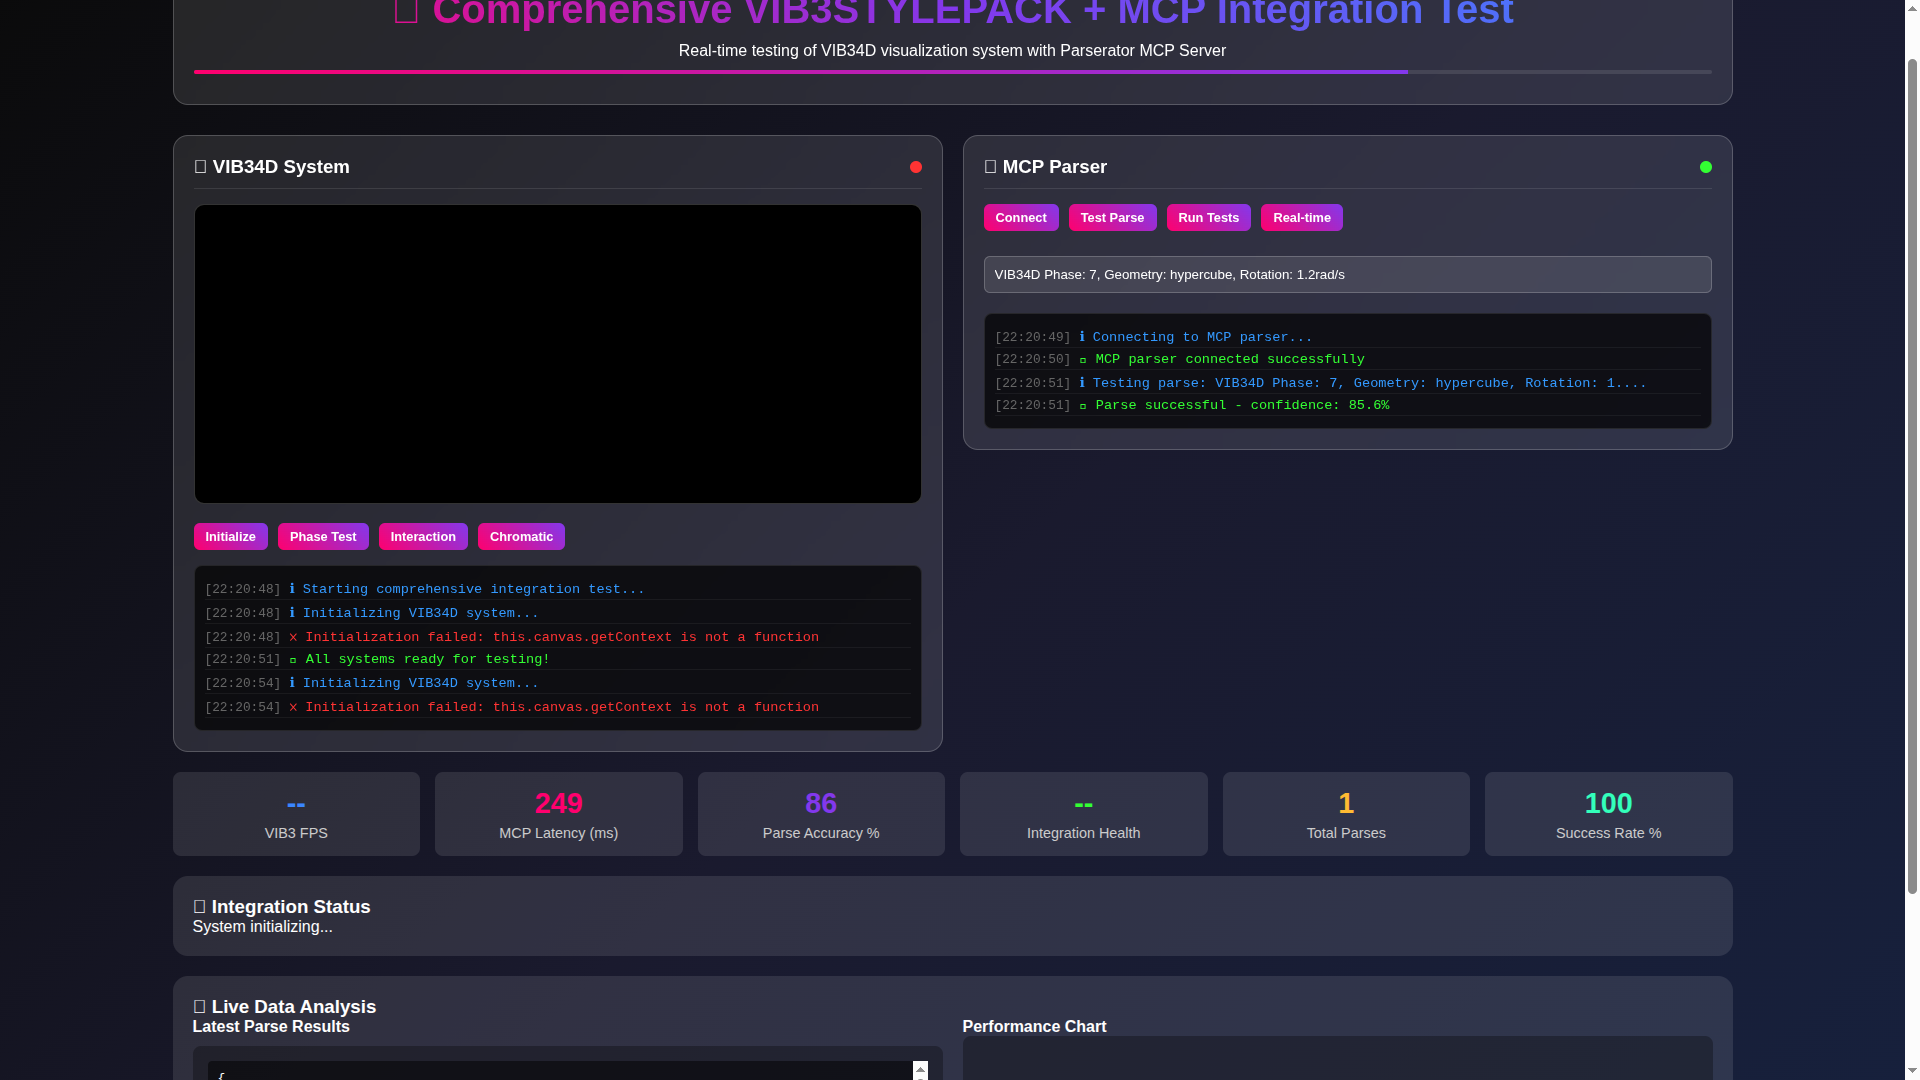 Comprehensive VIB3STYLEPACK + MCP Integration Test
Real-time testing of VIB34D visualization system with Parserator MCP Server
VIB34D System
Initialize
Phase Test
Interaction
Chromatic
[22:20:48] ℹ Starting comprehensive integration test...
[22:20:48] ℹ Initializing VIB34D system...
[22:20:48] ✗ Initialization failed: this.canvas.getContext is not a function
[22:20:51] All systems ready for testing!
[22:20:54] ℹ Initializing VIB34D system...
[22:20:54] ✗ Initialization failed: this.canvas.getContext is not a function
MCP Parser
Connect
Test Parse
Run Tests
Real-time
VIB34D Phase: 7, Geometry: hypercube, Rotation: 1.2rad/s
[22:20:49] ℹ Connecting to MCP parser...
[22:20:50] MCP parser connected successfully
[22:20:51] ℹ Testing parse: VIB34D Phase: 7, Geometry: hypercube, Rotation: 1....
[22:20:51] Parse successful - confidence: 85.6%
--
VIB3 FPS
249
MCP Latency (ms)
86
Parse Accuracy %
--
Integration Health
1
Total Parses
100
Success Rate %
Integration Status
System initializing...
Live Data Analysis
Latest Parse Results
{
Performance Chart